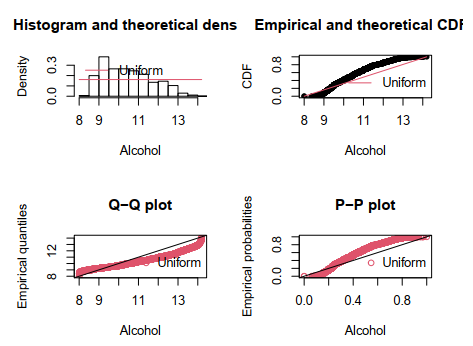 Histogram and theoretical dens
Density
0.0
0.3
Uniform
8
9
11
13
Alcohol
Empirical and theoretical CDF
CDF
0.0
0.8
Uniform
8
9
11
13
Alcohol
Q−Q plot
Empirical quantiles
8
12
Uniform
8
9
11
13
Alcohol
P−P plot
Empirical probabilities
0.0
0.8
Uniform
0.0
0.4
0.8
Alcohol